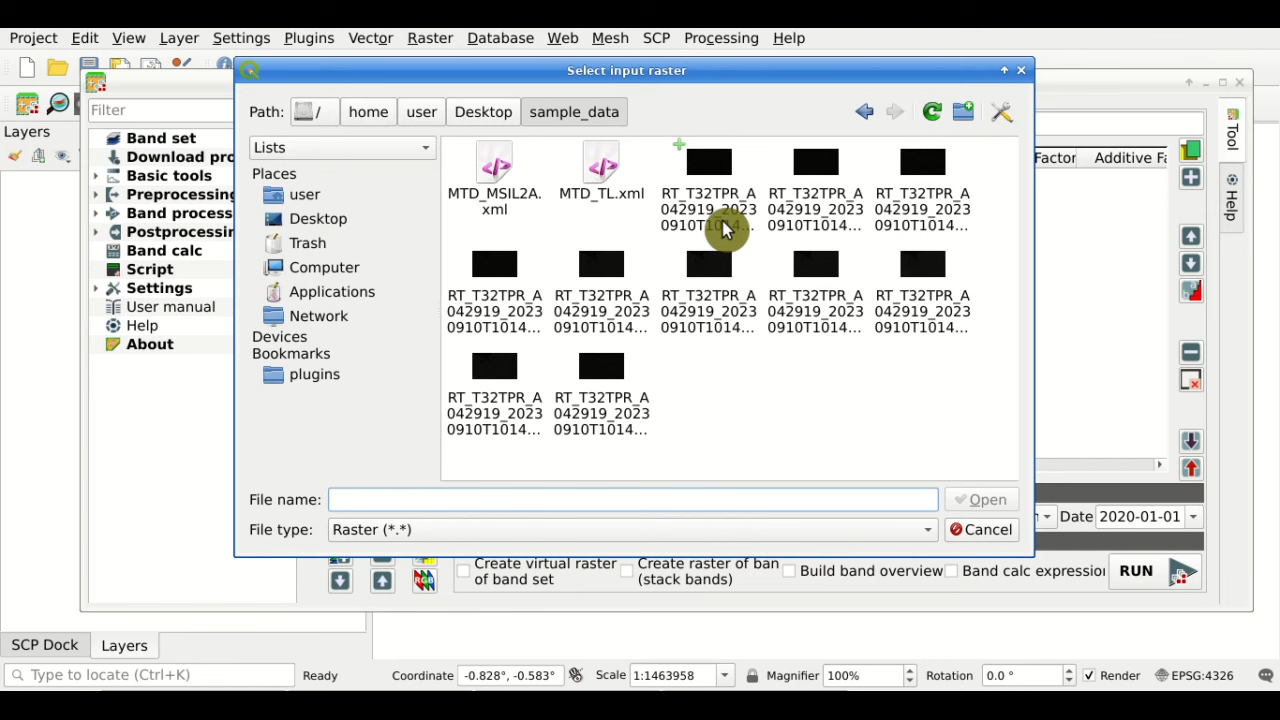 Project Edit View Layer Settings Plugins Vector Raster Database Web Mesh SCP Processing Help
Select input raster
Path: / home user Desktop sample_data
Filter
Layers
Band set
Download pro
Basic tools
Preprocessing
Band process
Postprocessin
Band calc
Script
Settings
User manual
Help
About
Lists
Places
user
Desktop
Trash
Computer
Applications
Network
Devices
Bookmarks
plugins
MTD_MSIL2A.
xml
MTD_TL.xml
RT_T32TPR_A
042919_2023
0910T1014...
RT_T32TPR_A
042919_2023
0910T1014...
RT_T32TPR_A
042919_2023
0910T1014...
RT_T32TPR_A
042919_2023
0910T1014...
RT_T32TPR_A
042919_2023
0910T1014...
RT_T32TPR_A
042919_2023
0910T1014...
RT_T32TPR_A
042919_2023
0910T1014...
RT_T32TPR_A
042919_2023
0910T1014...
RT_T32TPR_A
042919_2023
0910T1014...
RT_T32TPR_A
042919_2023
0910T1014...
File name:
Open
File type: Raster (*.*)
Cancel
Factor Additive Fa
Tool
Help
Date 2020-01-01
Create virtual raster
of band set
Create raster of ban
(stack bands)
Build band overview
Band calc expression
RUN
RGB
SCP Dock Layers
Type to locate (Ctrl+K) Ready Coordinate -0.828°, -0.583° Scale 1:1463958 Magnifier 100% Rotation 0.0 ° Render EPSG:4326